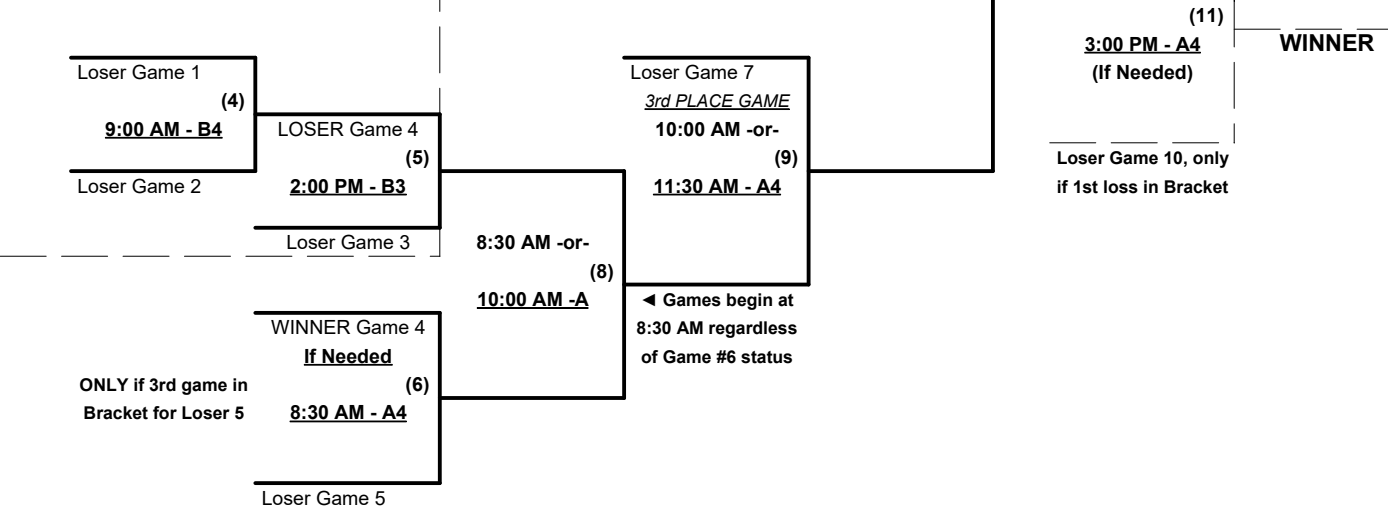 (11)
3:00 PM - A4
(If Needed)
WINNER
Loser Game 10, only
if 1st loss in Bracket
Loser Game 1
(4)
9:00 AM - B4
Loser Game 2
LOSER Game 4
(5)
2:00 PM - B3
Loser Game 3
8:30 AM -or-
(8)
10:00 AM -A
Loser Game 7
3rd PLACE GAME
10:00 AM -or-
(9)
11:30 AM - A4
◄ Games begin at
8:30 AM regardless
of Game #6 status
WINNER Game 4
If Needed
(6)
8:30 AM - A4
Loser Game 5
ONLY if 3rd game in
Bracket for Loser 5